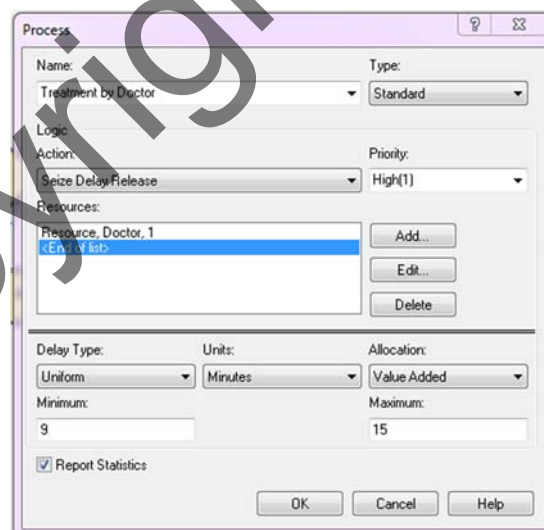 Process
Name: Type:
Treatment by Doctor Standard
Logic
Action: Priority:
Seize Delay Release High(1)
Resources:
Resource, Doctor, 1
<End of list>
Add...
Edit...
Delete
Delay Type: Units: Allocation:
Uniform Minutes Value Added
Minimum: Maximum:
9 15
Report Statistics
OK Cancel Help